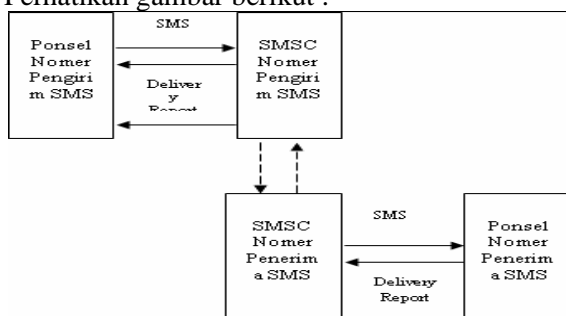 Perhatikan gambar berikut :
SMS
Ponsel
Nomer
Pengiri
m SMS
SMSC
Nomer
Pengiri
m SMS
Deliver
y
Report
SMSC
Nomer
Penerim
a SMS
SMS
Ponsel
Nomer
Penerim
a SMS
Delivery
Report